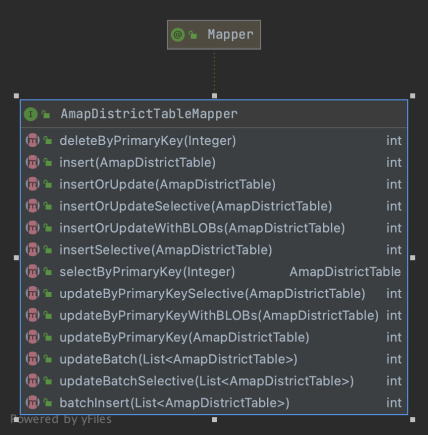 @ Mapper
I AmapDistrictTableMapper
m deleteByPrimaryKey(Integer) int
m insert(AmapDistrictTable) int
m insertOrUpdate(AmapDistrictTable) int
m insertOrUpdateSelective(AmapDistrictTable) int
m insertOrUpdateWithBLOBs(AmapDistrictTable) int
m insertSelective(AmapDistrictTable) int
m selectByPrimaryKey(Integer) AmapDistrictTable
m updateByPrimaryKeySelective(AmapDistrictTable) int
m updateByPrimaryKeyWithBLOBs(AmapDistrictTable) int
m updateByPrimaryKey(AmapDistrictTable) int
m updateBatch(List<AmapDistrictTable>) int
m updateBatchSelective(List<AmapDistrictTable>) int
m batchInsert(List<AmapDistrictTable>) int
Powered by yFiles